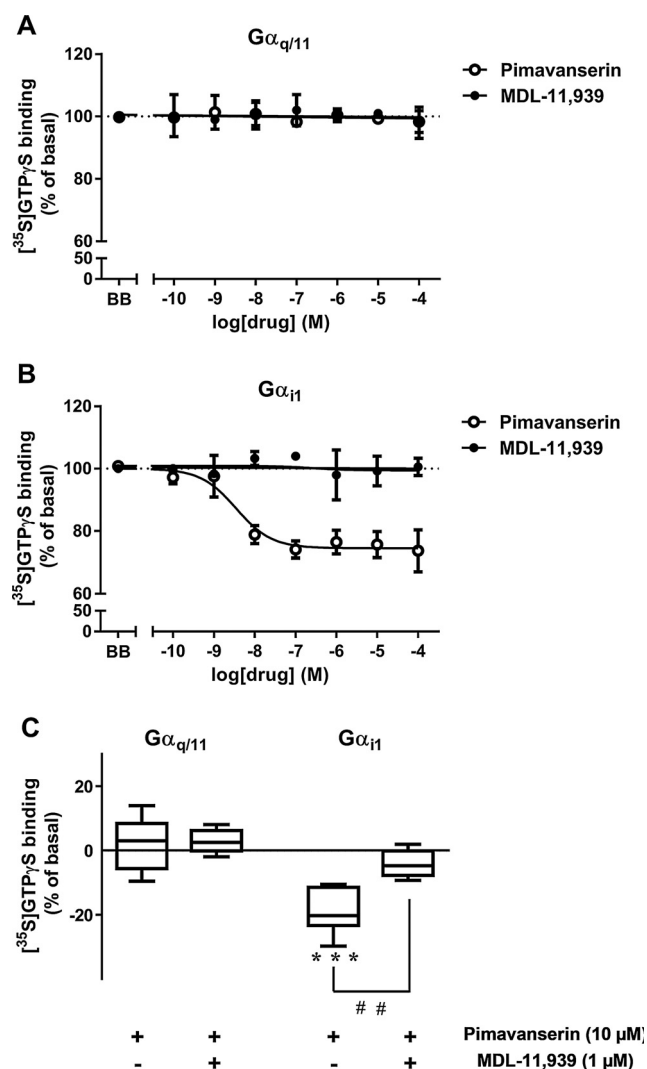 A
Gαq/11
120
100
80
60
50
0
[35S]GTPγS binding
(% of basal)
BB -10 -9 -8 -7 -6 -5 -4
log[drug] (M)
Pimavanserin
MDL-11,939
B
Gαi1
120
100
80
60
50
0
[35S]GTPγS binding
(% of basal)
BB -10 -9 -8 -7 -6 -5 -4
log[drug] (M)
Pimavanserin
MDL-11,939
C
Gαq/11 Gαi1
20
0
-20
[35S]GTPγS binding
(% of basal)
* * *
# #
+ + + + Pimavanserin (10 µM)
- + - + MDL-11,939 (1 µM)